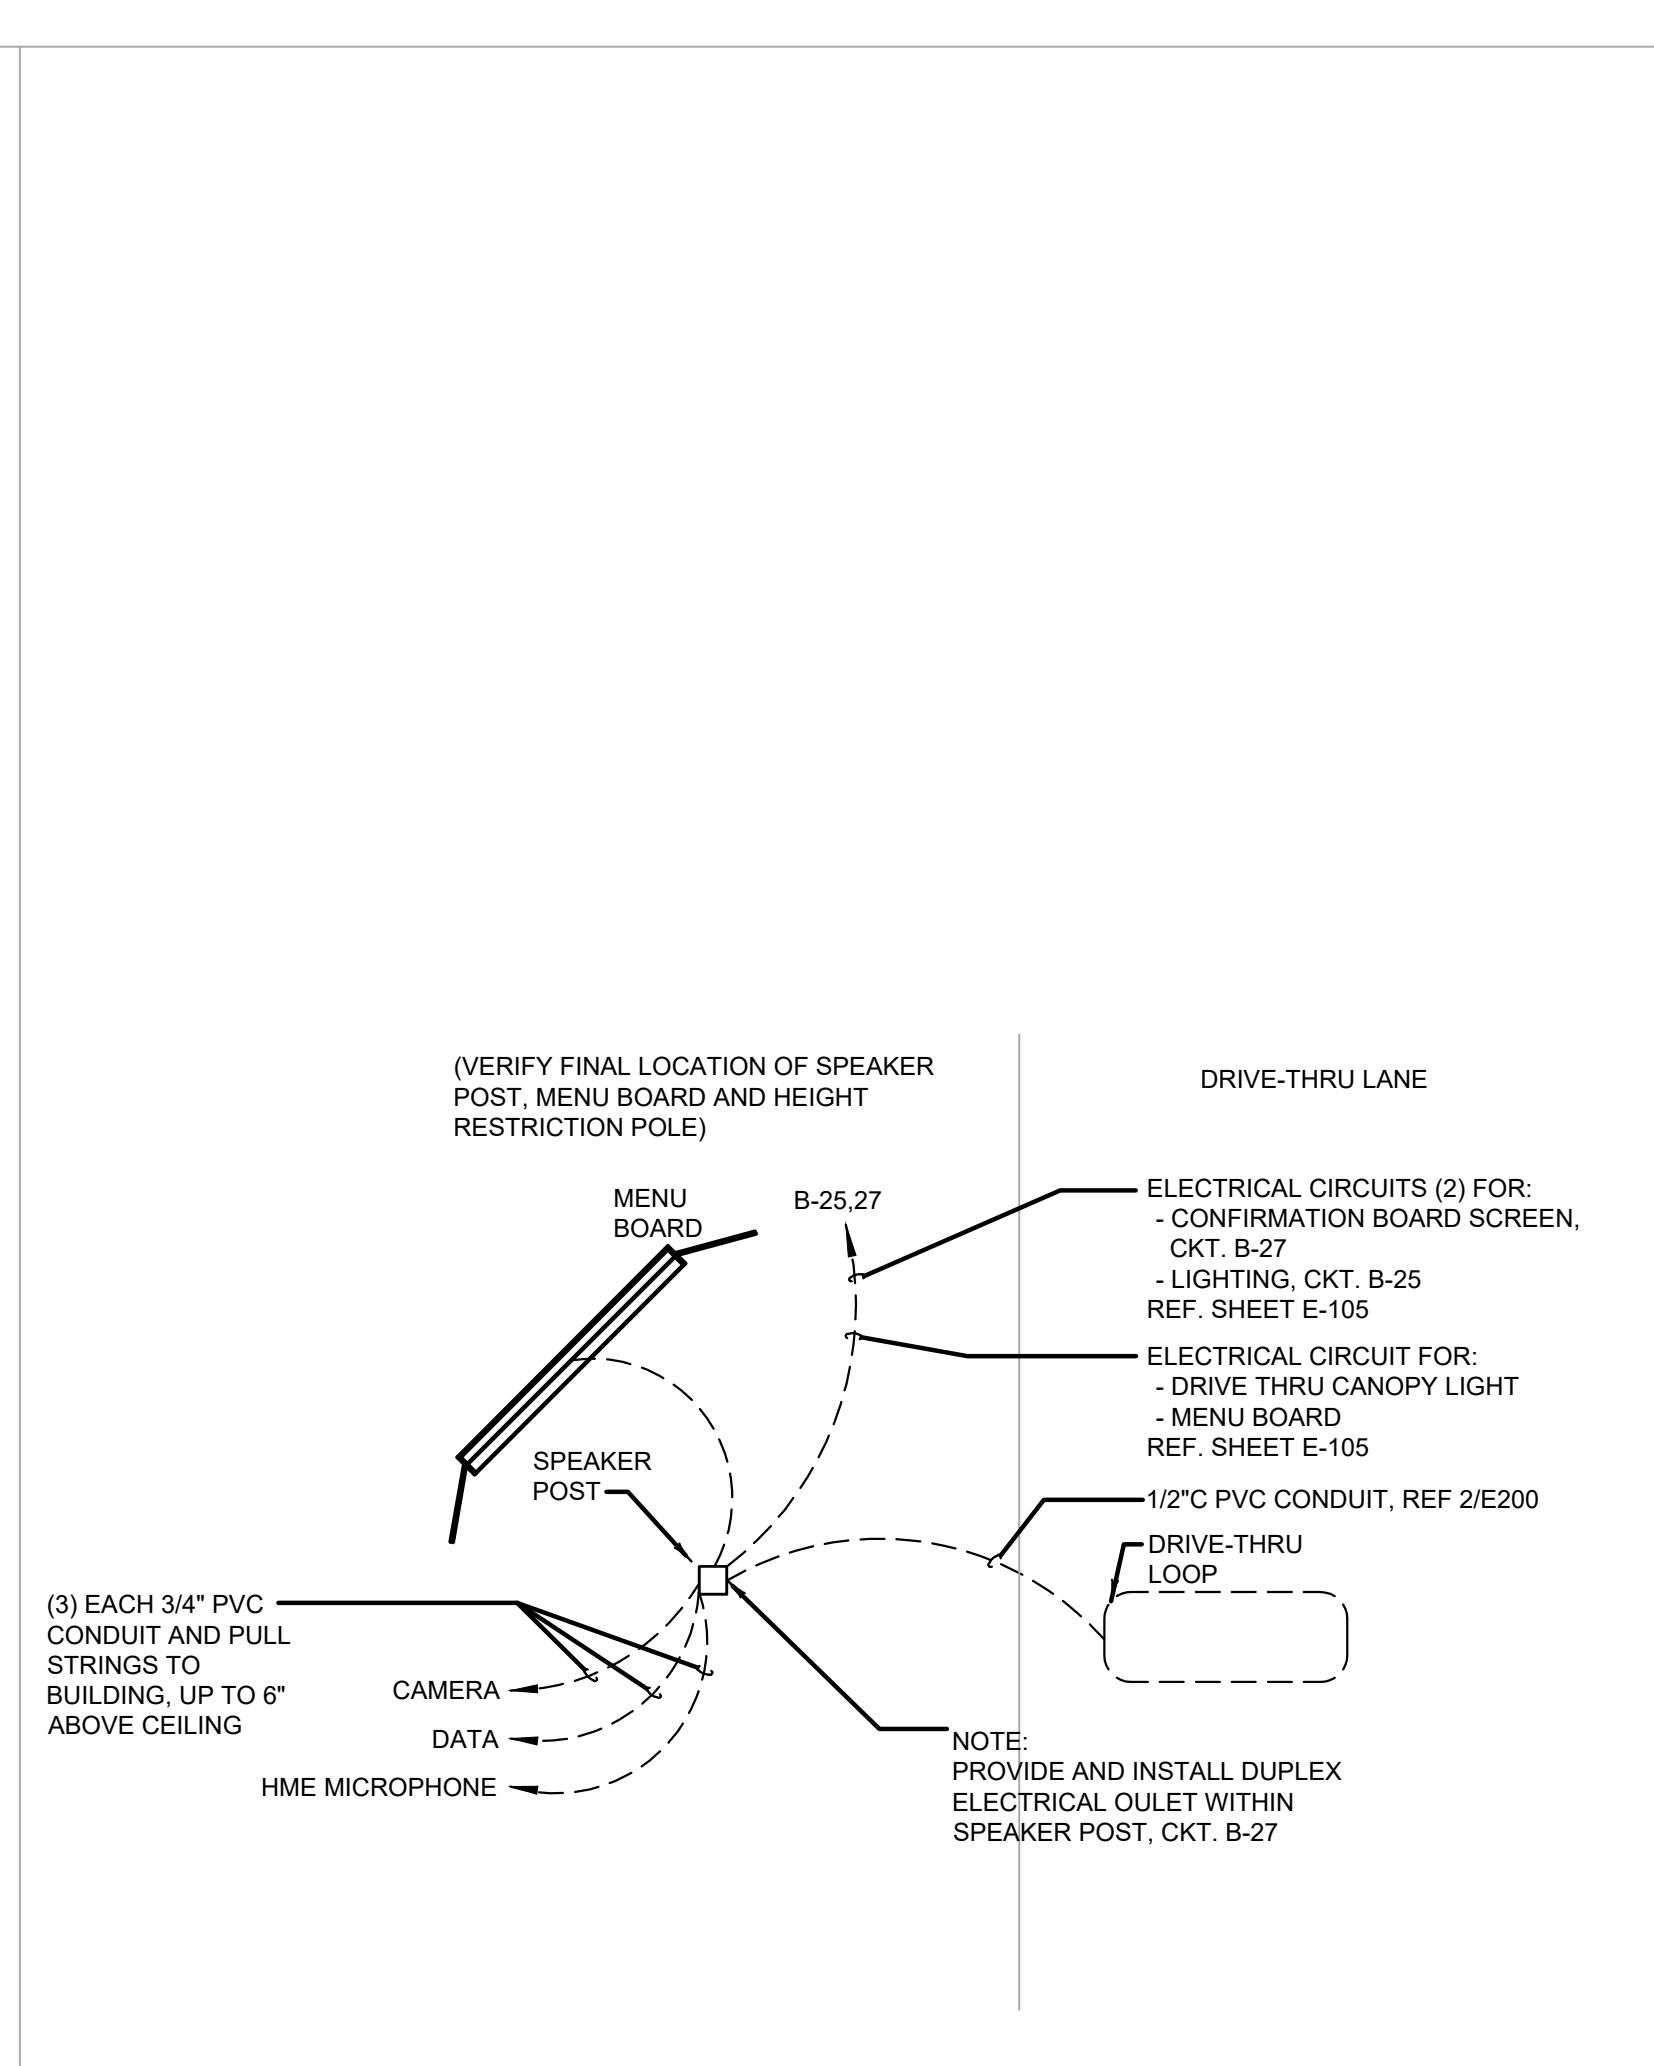 (VERIFY FINAL LOCATION OF SPEAKER
POST, MENU BOARD AND HEIGHT
RESTRICTION POLE)
DRIVE-THRU LANE
MENU
BOARD
B-25,27
ELECTRICAL CIRCUITS (2) FOR:
- CONFIRMATION BOARD SCREEN,
CKT. B-27
- LIGHTING, CKT. B-25
REF. SHEET E-105
ELECTRICAL CIRCUIT FOR:
- DRIVE THRU CANOPY LIGHT
- MENU BOARD
REF. SHEET E-105
SPEAKER
POST
1/2"C PVC CONDUIT, REF 2/E200
DRIVE-THRU
LOOP
(3) EACH 3/4" PVC
CONDUIT AND PULL
STRINGS TO
BUILDING, UP TO 6"
ABOVE CEILING
CAMERA
DATA
HME MICROPHONE
NOTE:
PROVIDE AND INSTALL DUPLEX
ELECTRICAL OULET WITHIN
SPEAKER POST, CKT. B-27